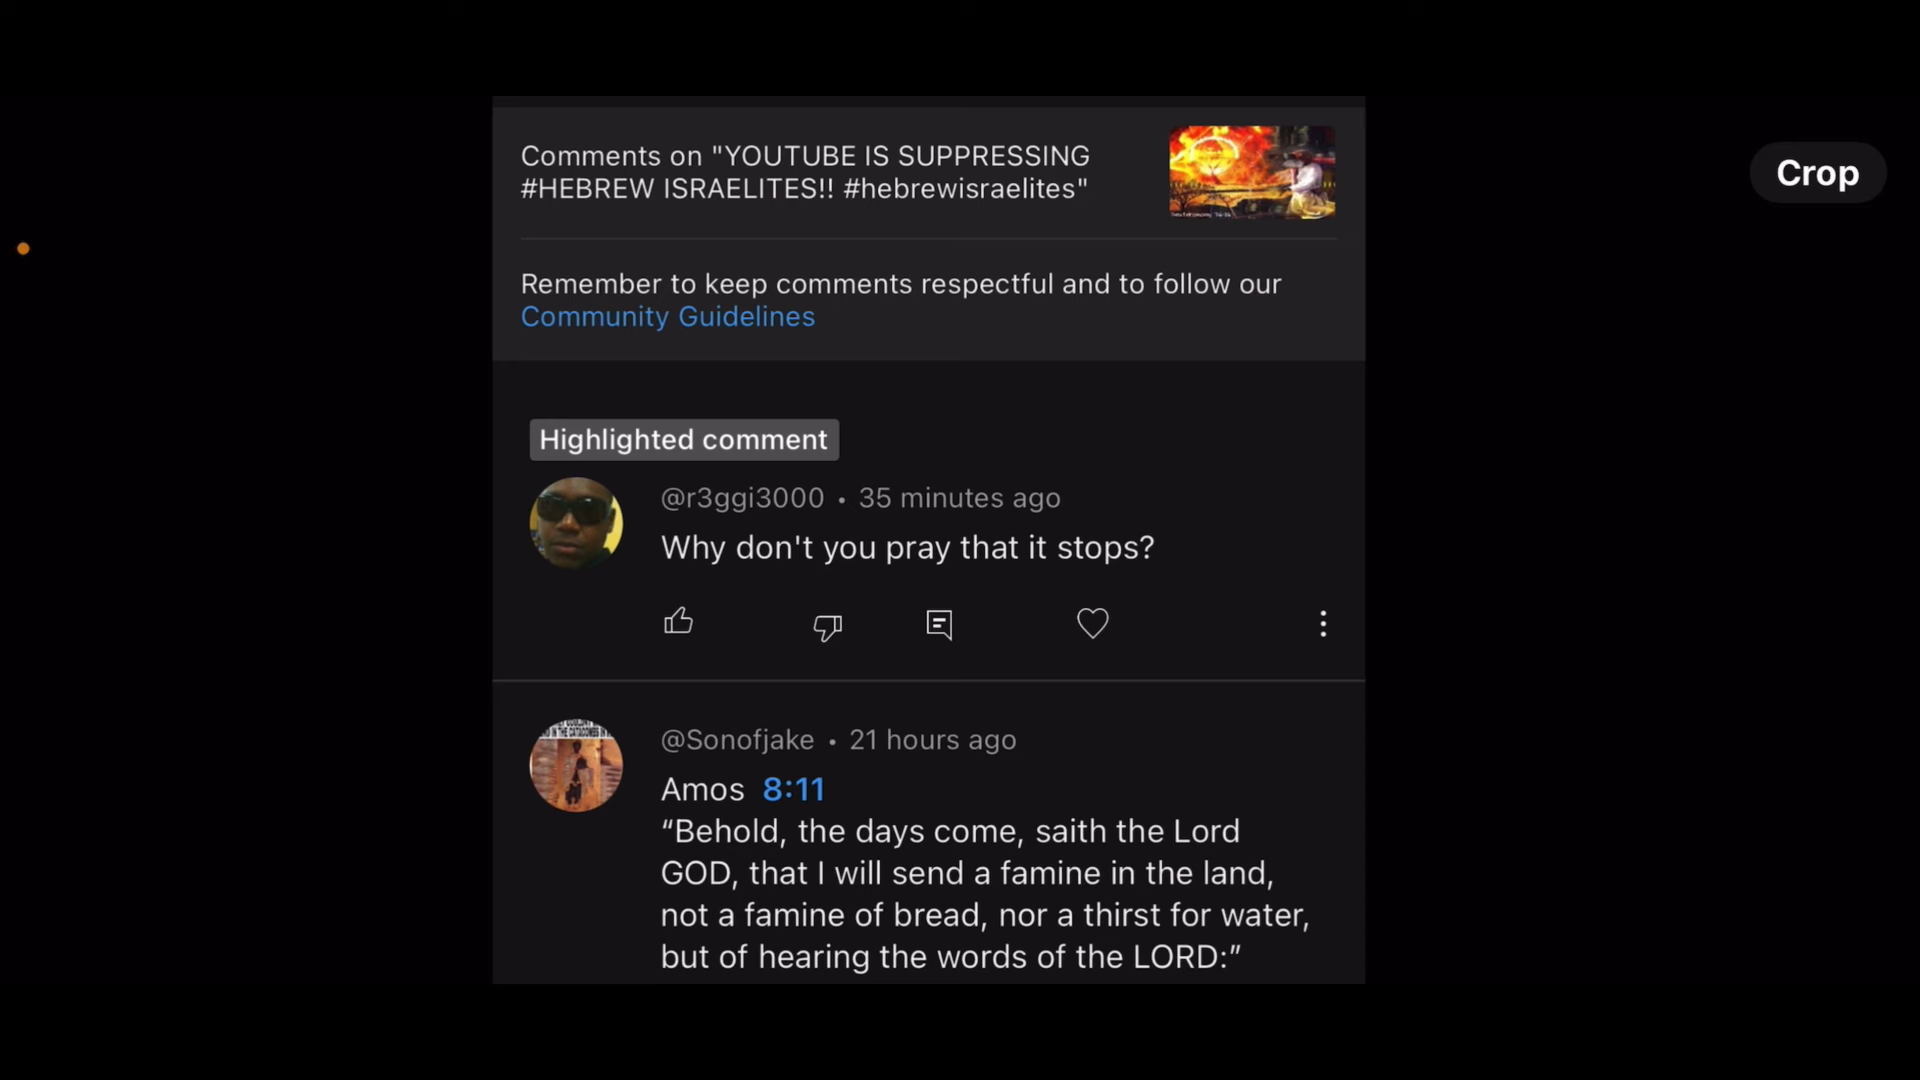 Comments on "YOUTUBE IS SUPPRESSING
#HEBREW ISRAELITES!! #hebrewisraelites"
Crop
Remember to keep comments respectful and to follow our
Community Guidelines
Highlighted comment
@r3ggi3000 • 35 minutes ago
Why don't you pray that it stops?
@Sonofjake • 21 hours ago
Amos 8:11
“Behold, the days come, saith the Lord
GOD, that I will send a famine in the land,
not a famine of bread, nor a thirst for water,
but of hearing the words of the LORD:”